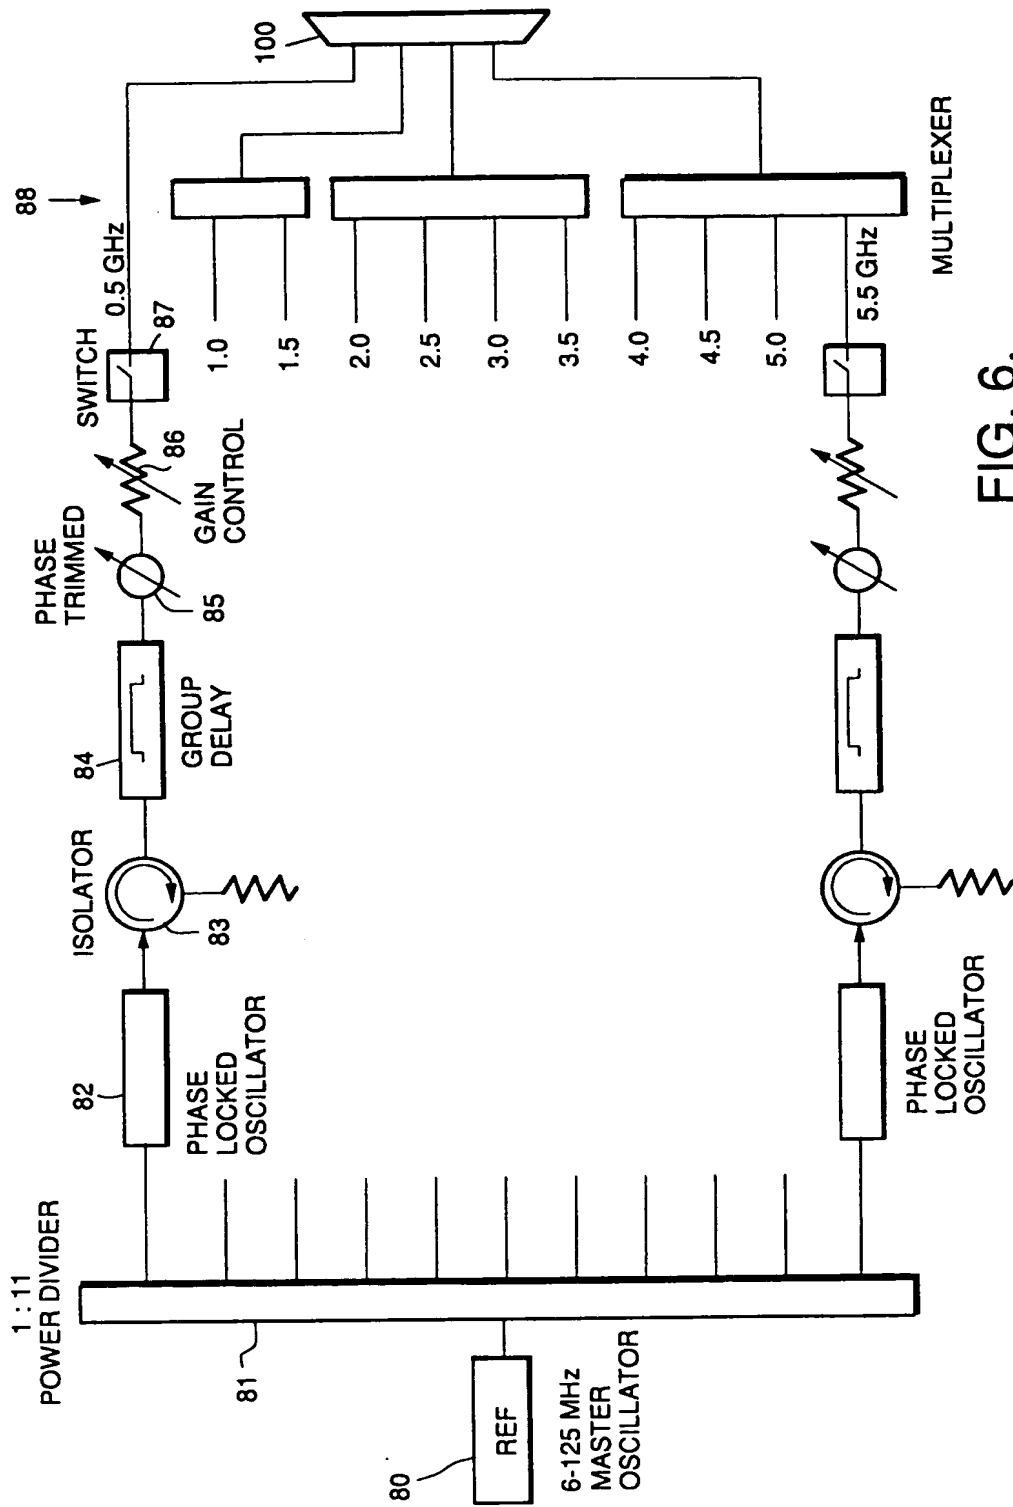 1 : 11
POWER DIVIDER
81
80
REF
6-125 MHz
MASTER
OSCILLATOR
82
PHASE
LOCKED
OSCILLATOR
ISOLATOR
83
84
GROUP
DELAY
PHASE
TRIMMED
85
86
GAIN
CONTROL
SWITCH
87
0.5 GHz
88
100
1.0
1.5
2.0
2.5
3.0
3.5
4.0
4.5
5.0
5.5 GHz
MULTIPLEXER
PHASE
LOCKED
OSCILLATOR
FIG. 6.